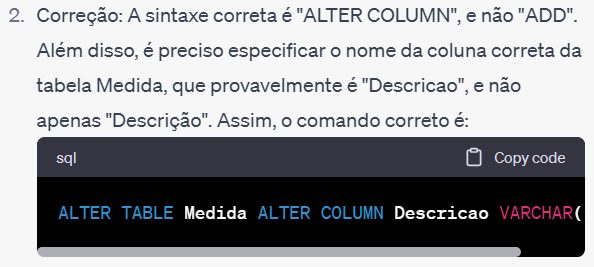 2. Correção: A sintaxe correta é "ALTER COLUMN", e não "ADD".
Além disso, é preciso especificar o nome da coluna correta da
tabela Medida, que provavelmente é "Descricao", e não
apenas "Descrição". Assim, o comando correto é:
sql Copy code
ALTER TABLE Medida ALTER COLUMN Descricao VARCHAR(